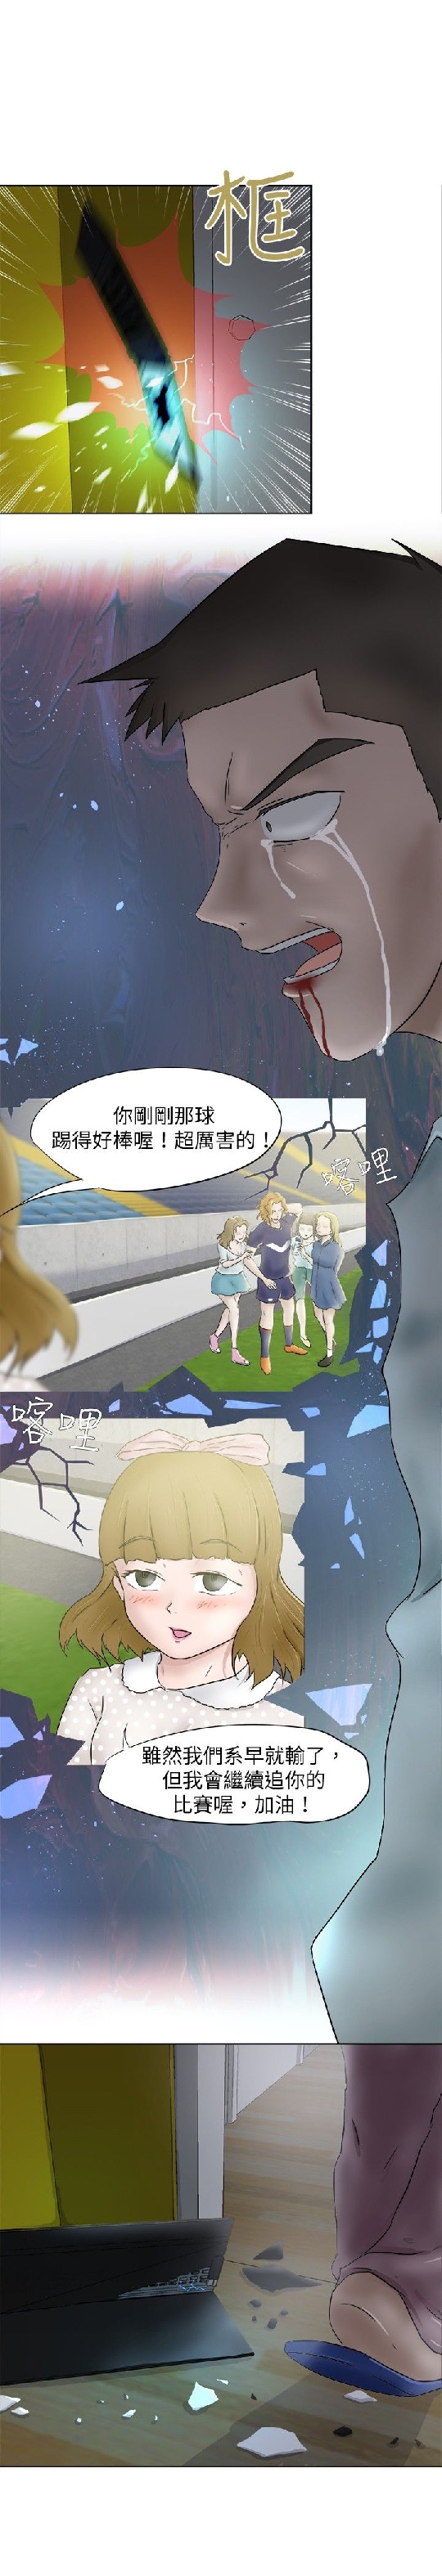 框
你剛剛那球
踢得好棒喔！超厲害的！
喀哩
喀哩
雖然我們系早就輸了，
但我會繼續追你的
比賽喔，加油！